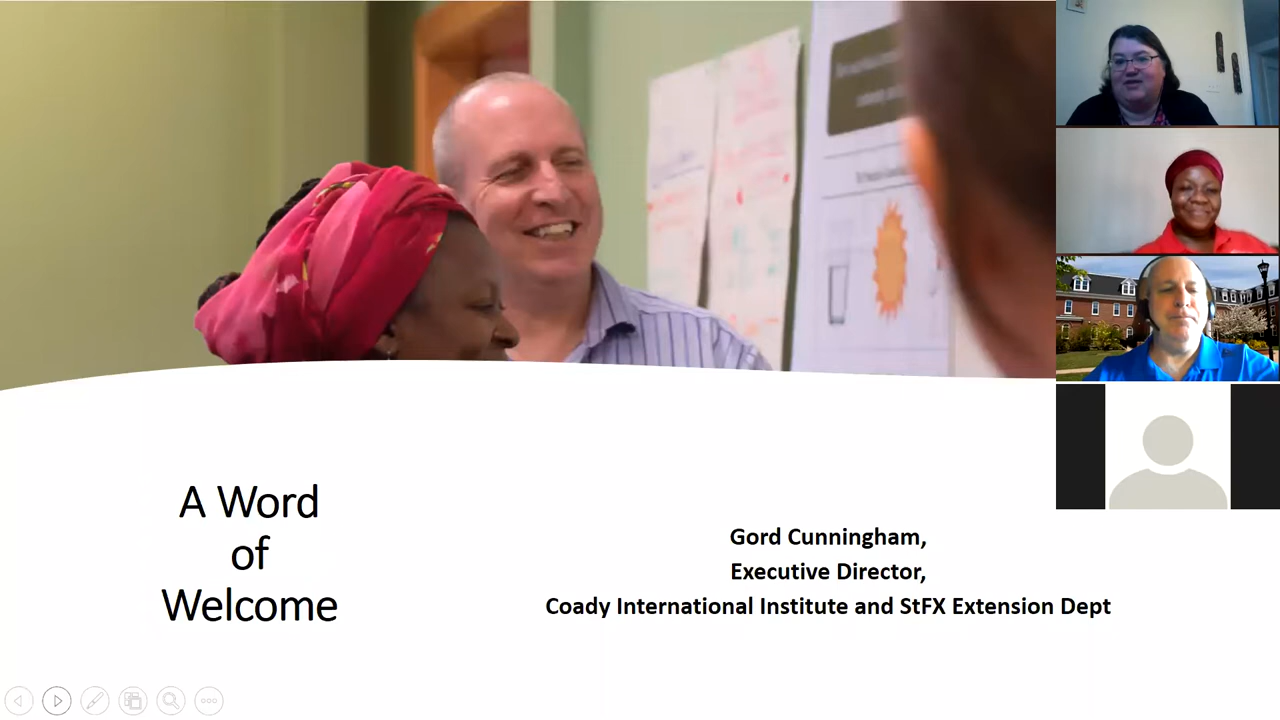 A Word
of
Welcome
Gord Cunningham,
Executive Director,
Coady International Institute and StFX Extension Dept